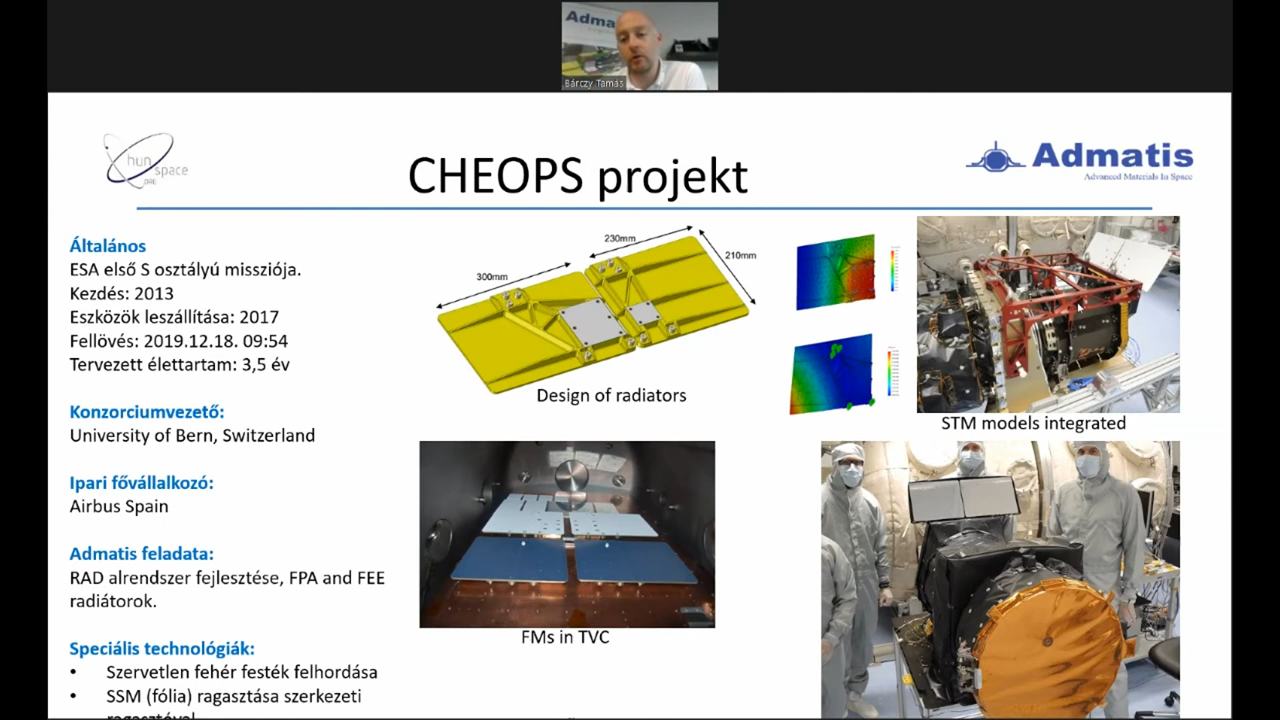 Admatis
Bárczy Tamás
hun
space
.ORG
CHEOPS projekt
Admatis
Advanced Materials In Space
Általános
ESA első S osztályú missziója.
Kezdés: 2013
Eszközök leszállítása: 2017
Fellövés: 2019.12.18. 09:54
Tervezett élettartam: 3,5 év
Konzorciumvezető:
University of Bern, Switzerland
Ipari fővállalkozó:
Airbus Spain
Admatis feladata:
RAD alrendszer fejlesztése, FPA and FEE
radiátorok.
Speciális technológiák:
• Szervetlen fehér festék felhordása
• SSM (fólia) ragasztása szerkezeti
300mm
230mm
210mm
Design of radiators
STM models integrated
FMs in TVC